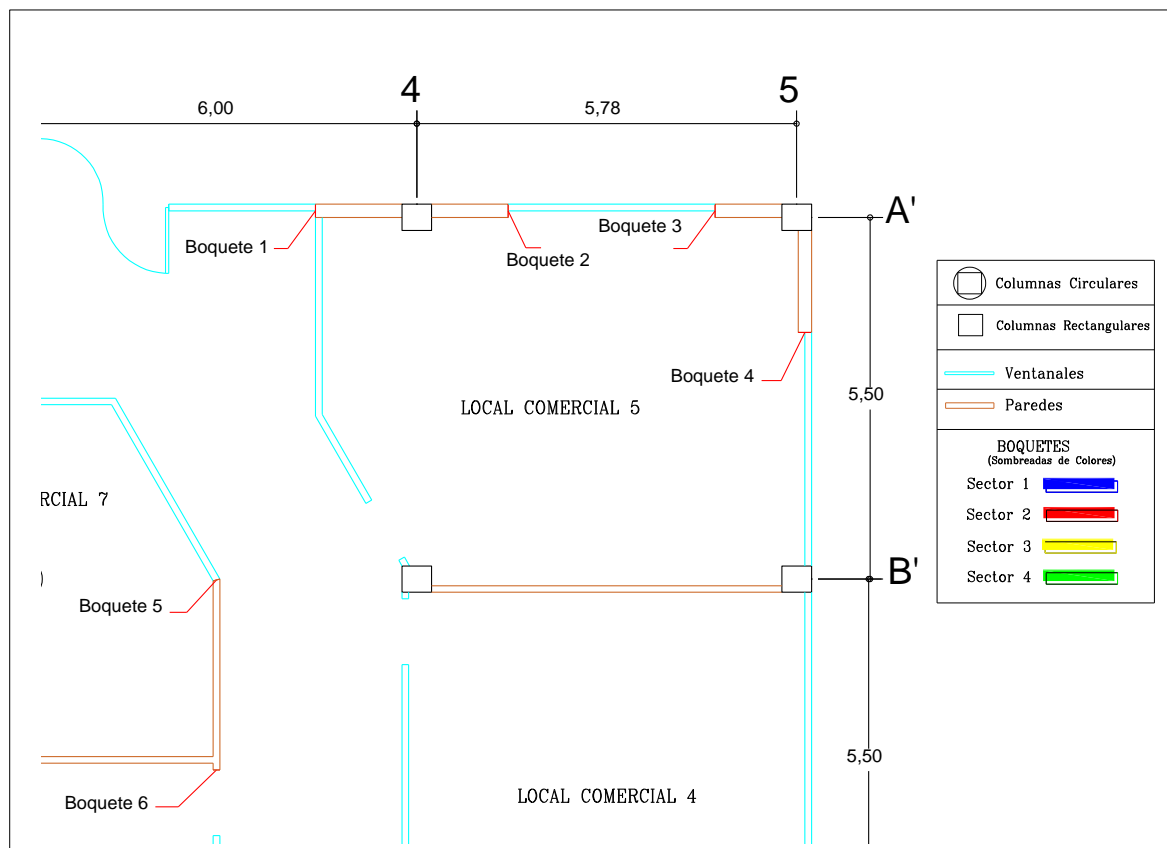 4
5
6,00
5,78
A'
Boquete 1
Boquete 2
Boquete 3
Columnas Circulares
Columnas Rectangulares
Boquete 4
Ventanales
5,50
LOCAL COMERCIAL 5
Paredes
BOQUETES
(Sombreadas de Colores)
Sector 1
RCIAL 7
Sector 2
Sector 3
B'
Sector 4
)
Boquete 5
5,50
LOCAL COMERCIAL 4
Boquete 6